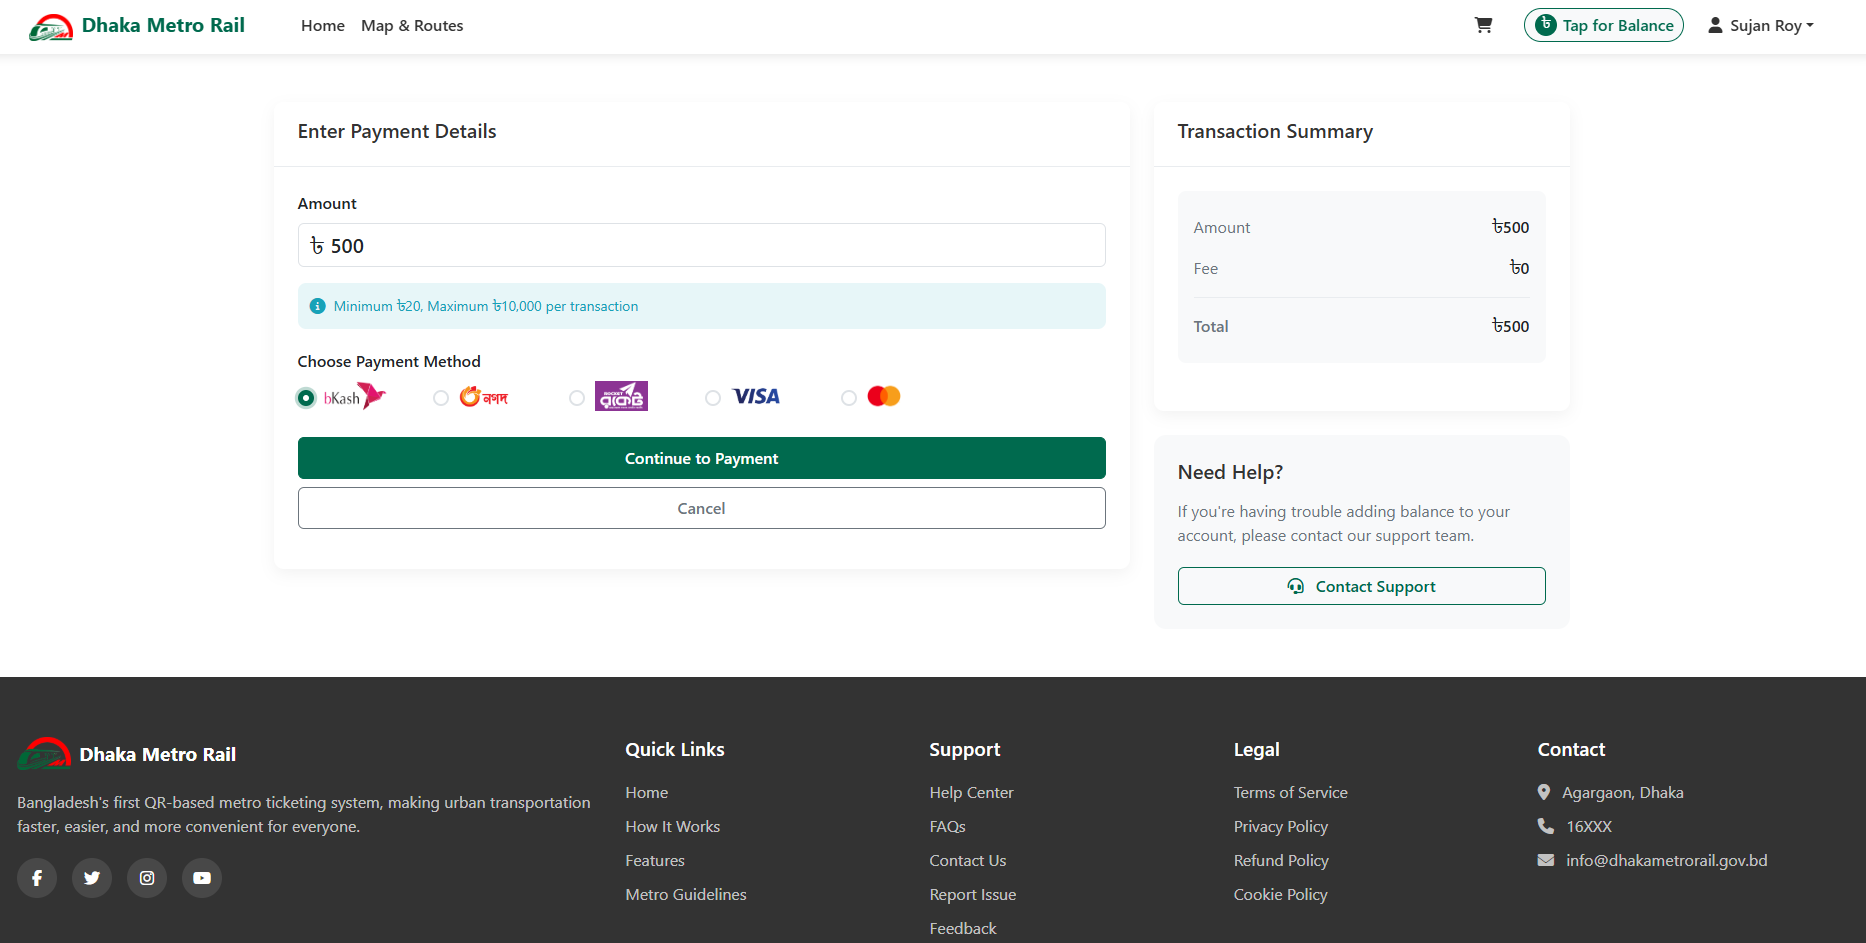 Dhaka Metro Rail
Home
Map & Routes
৳ Tap for Balance
Sujan Roy
Enter Payment Details
Amount
৳ 500
Minimum ৳20, Maximum ৳10,000 per transaction
Choose Payment Method
bKash
নগদ
ROCKET
রকেট
VISA
Continue to Payment
Cancel
Transaction Summary
Amount ৳500
Fee ৳0
Total ৳500
Need Help?
If you're having trouble adding balance to your
account, please contact our support team.
Contact Support
Dhaka Metro Rail
Bangladesh's first QR-based metro ticketing system, making urban transportation
faster, easier, and more convenient for everyone.
Quick Links
Home
How It Works
Features
Metro Guidelines
Support
Help Center
FAQs
Contact Us
Report Issue
Feedback
Legal
Terms of Service
Privacy Policy
Refund Policy
Cookie Policy
Contact
Agargaon, Dhaka
16XXX
info@dhakametrorail.gov.bd